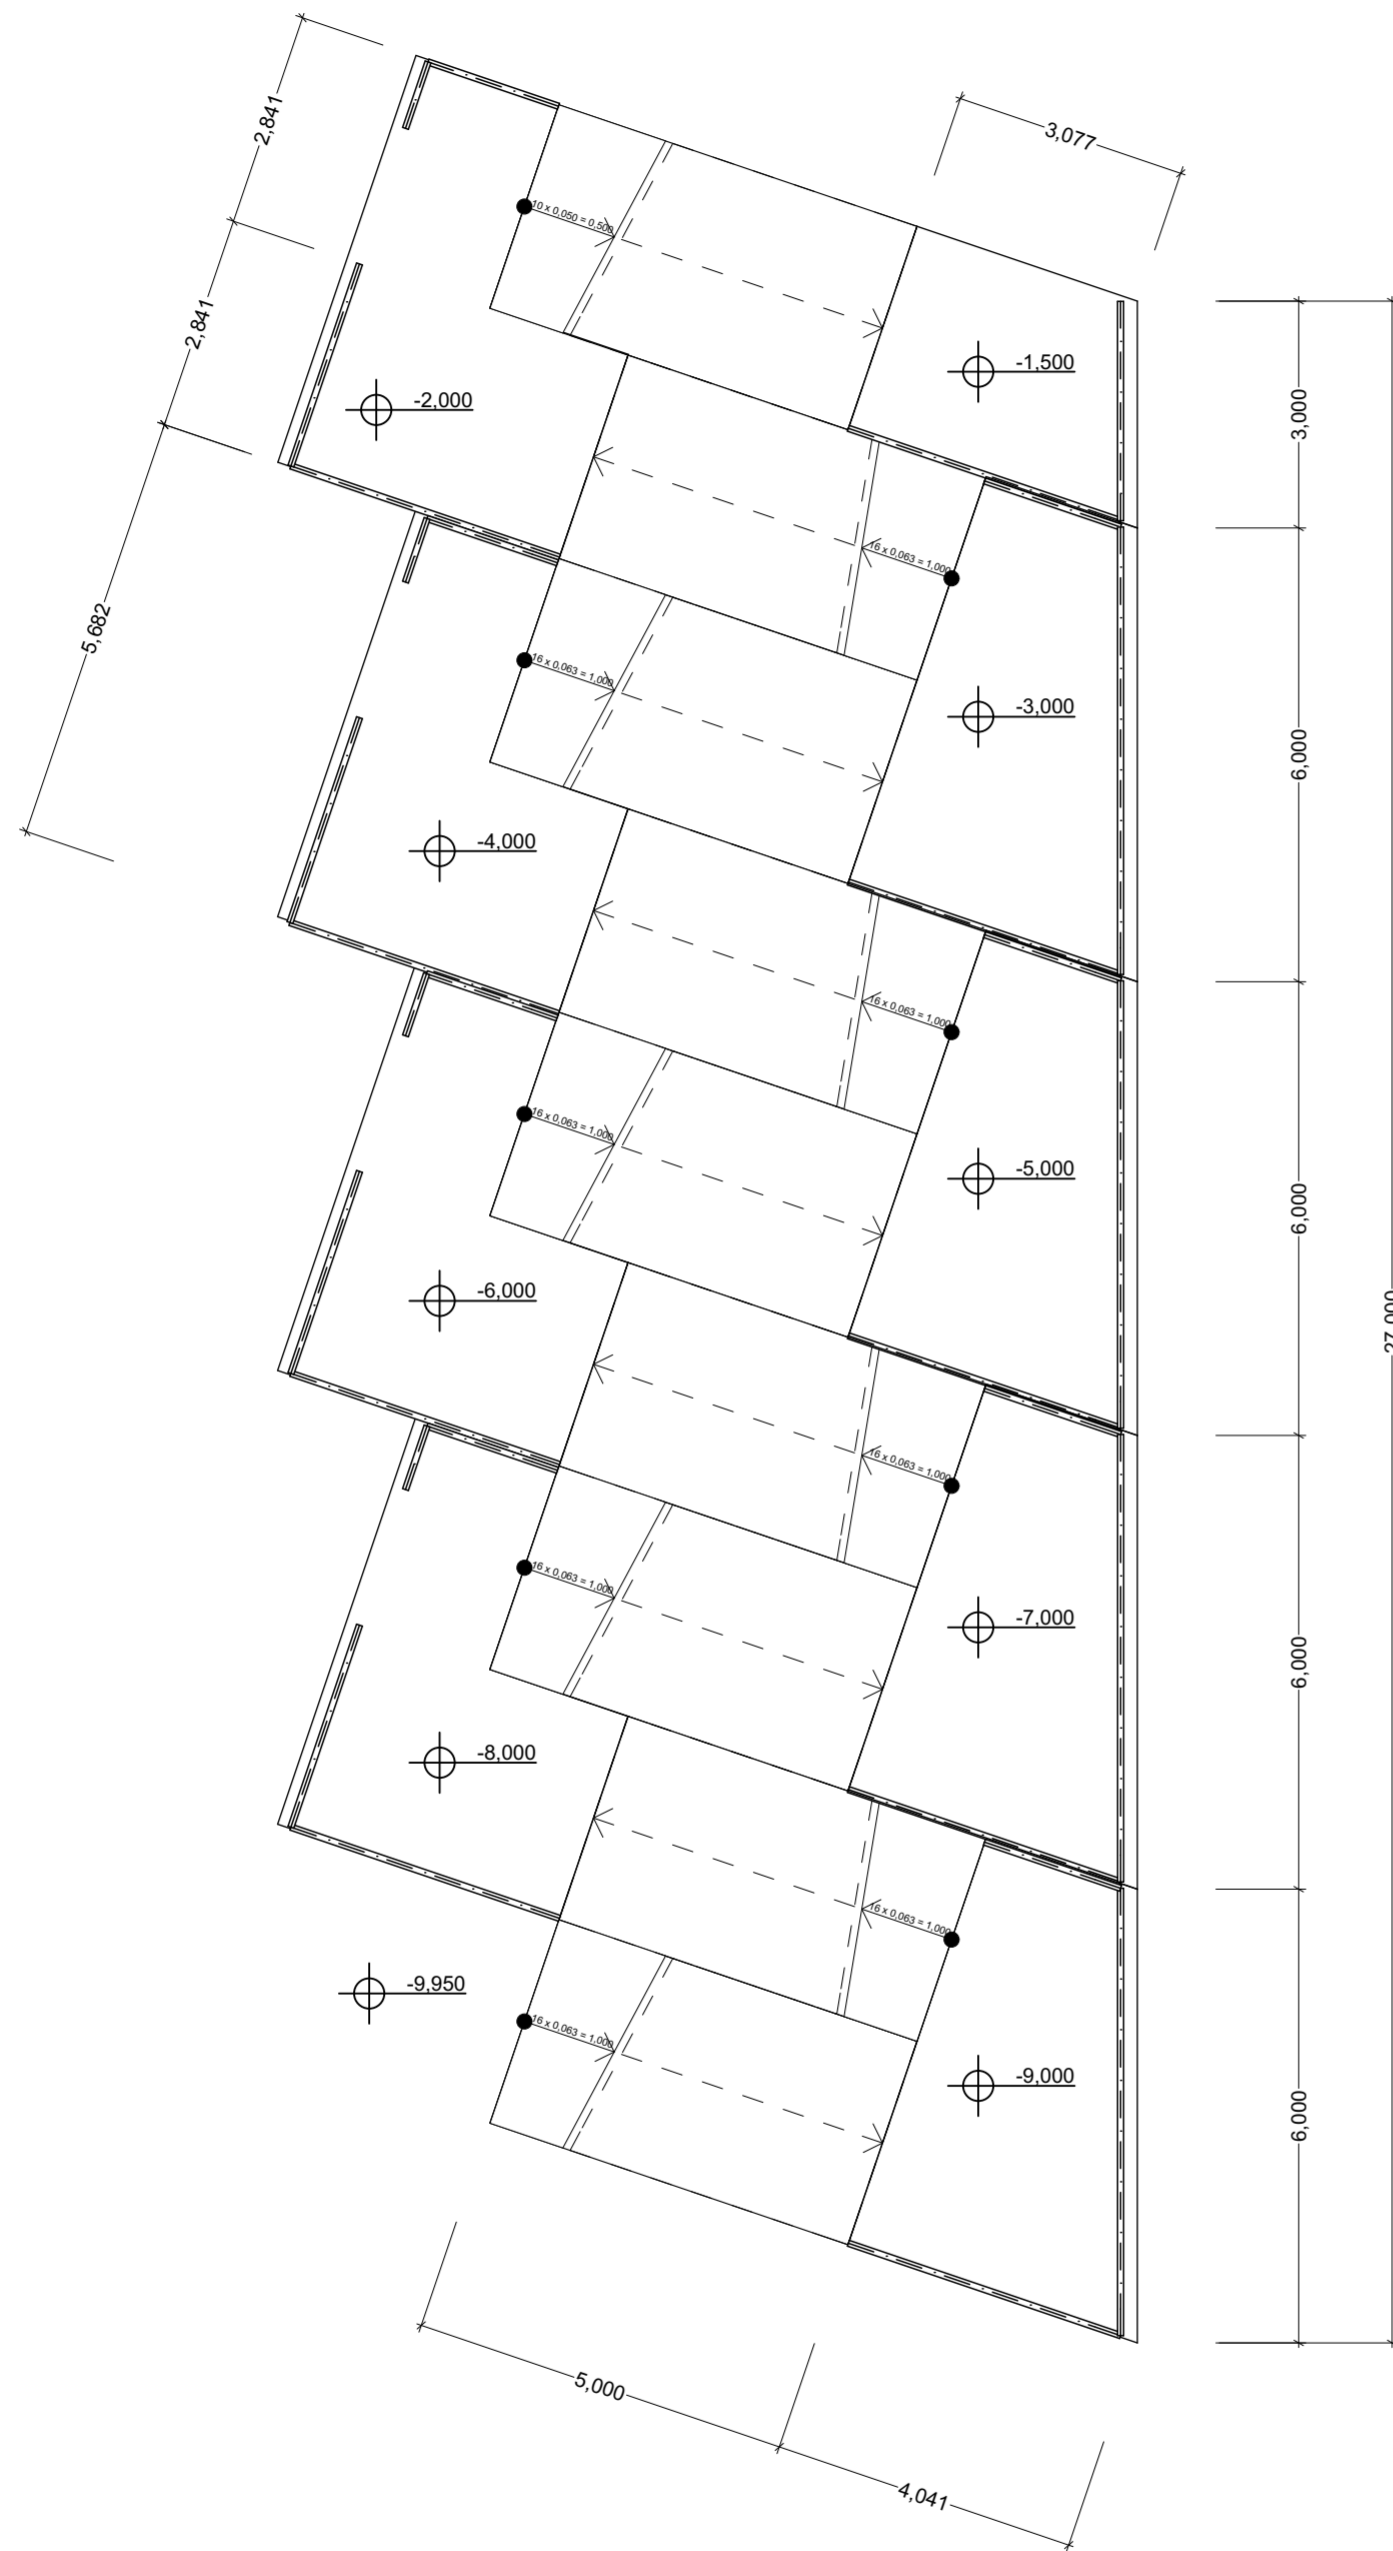 2,841
3,077
10 x 0,050 = 0,500
2,841
-1,500
-2,000
3,000
16 x 0,063 = 1,000
5,682
16 x 0,063 = 1,000
-3,000
6,000
-4,000
16 x 0,063 = 1,000
16 x 0,063 = 1,000
-5,000
6,000
-6,000
27,000
16 x 0,063 = 1,000
16 x 0,063 = 1,000
-7,000
6,000
-8,000
16 x 0,063 = 1,000
-9,950
16 x 0,063 = 1,000
-9,000
6,000
5,000
4,041